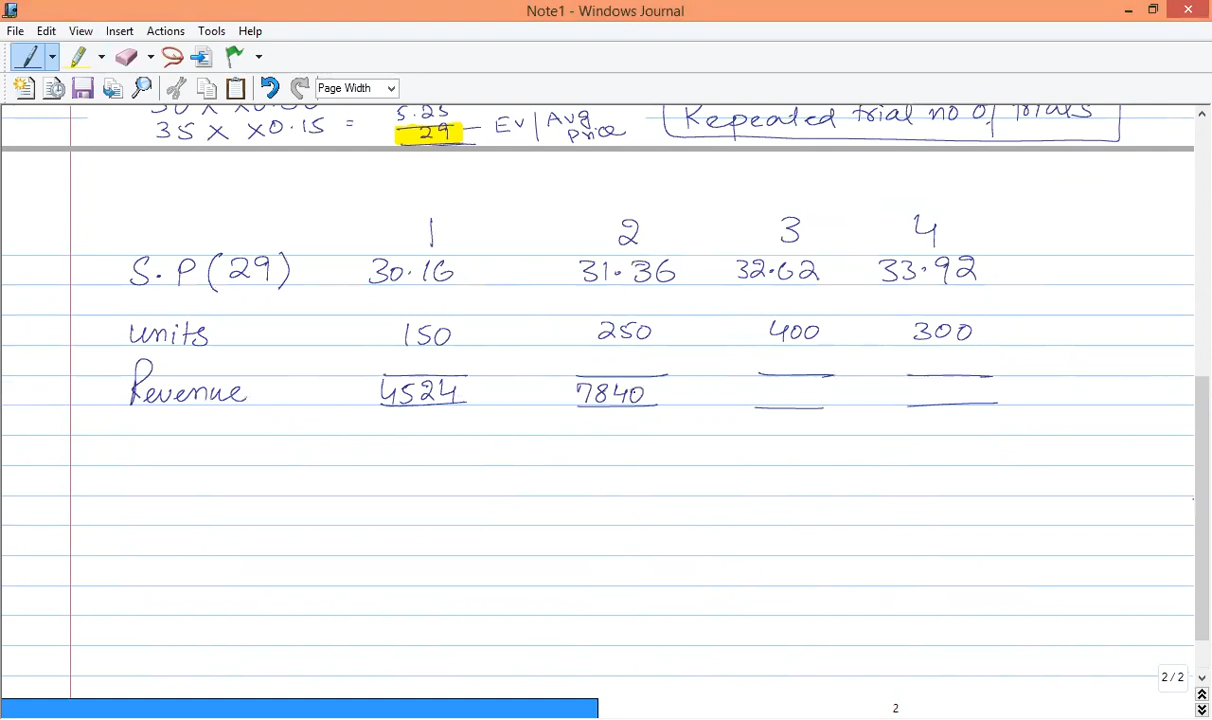 Note1 - Windows Journal
File Edit View Insert Actions Tools Help
Page Width
5.25
35 X X0.15 = 29 EV | Avg Price
Repeated trial no of Trials
1 2 3 4
S.P (29) 30.16 31.36 32.62 33.92
units 150 250 400 300
Revenue 4524 7840
2 / 2
2